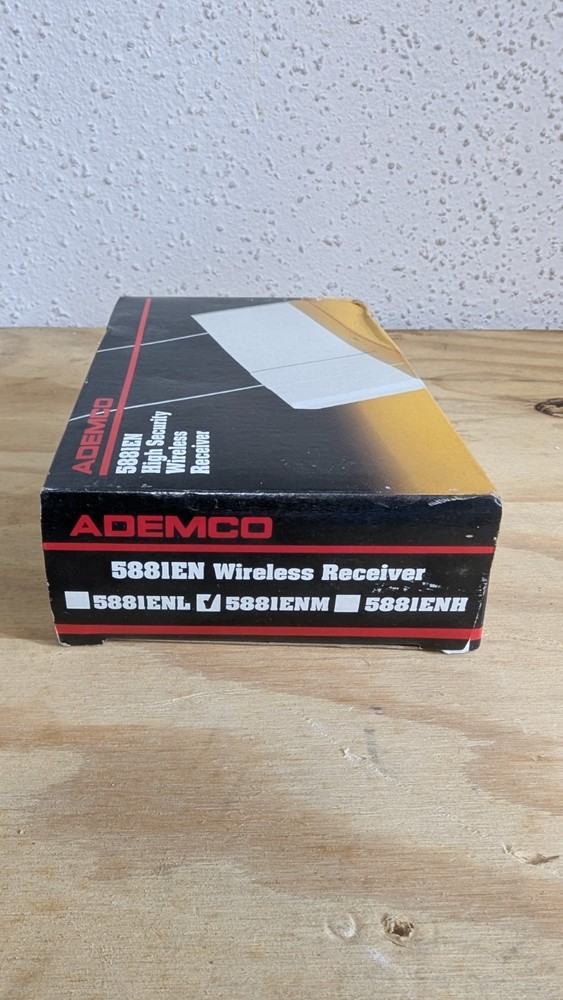 ADEMCO
5881EN
High Security
Wireless
Receiver
ADEMCO
5881EN Wireless Receiver
5881ENL 5881ENM 5881ENH